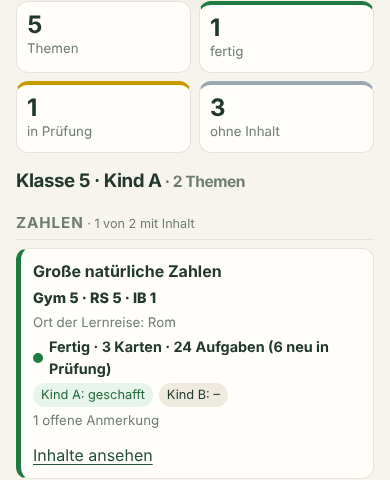 5
Themen
1
fertig
1
in Prüfung
3
ohne Inhalt
Klasse 5 · Kind A · 2 Themen
ZAHLEN · 1 von 2 mit Inhalt
Große natürliche Zahlen
Gym 5 · RS 5 · IB 1
Ort der Lernreise: Rom
Fertig · 3 Karten · 24 Aufgaben (6 neu in
Prüfung)
Kind A: geschafft Kind B: –
1 offene Anmerkung
Inhalte ansehen